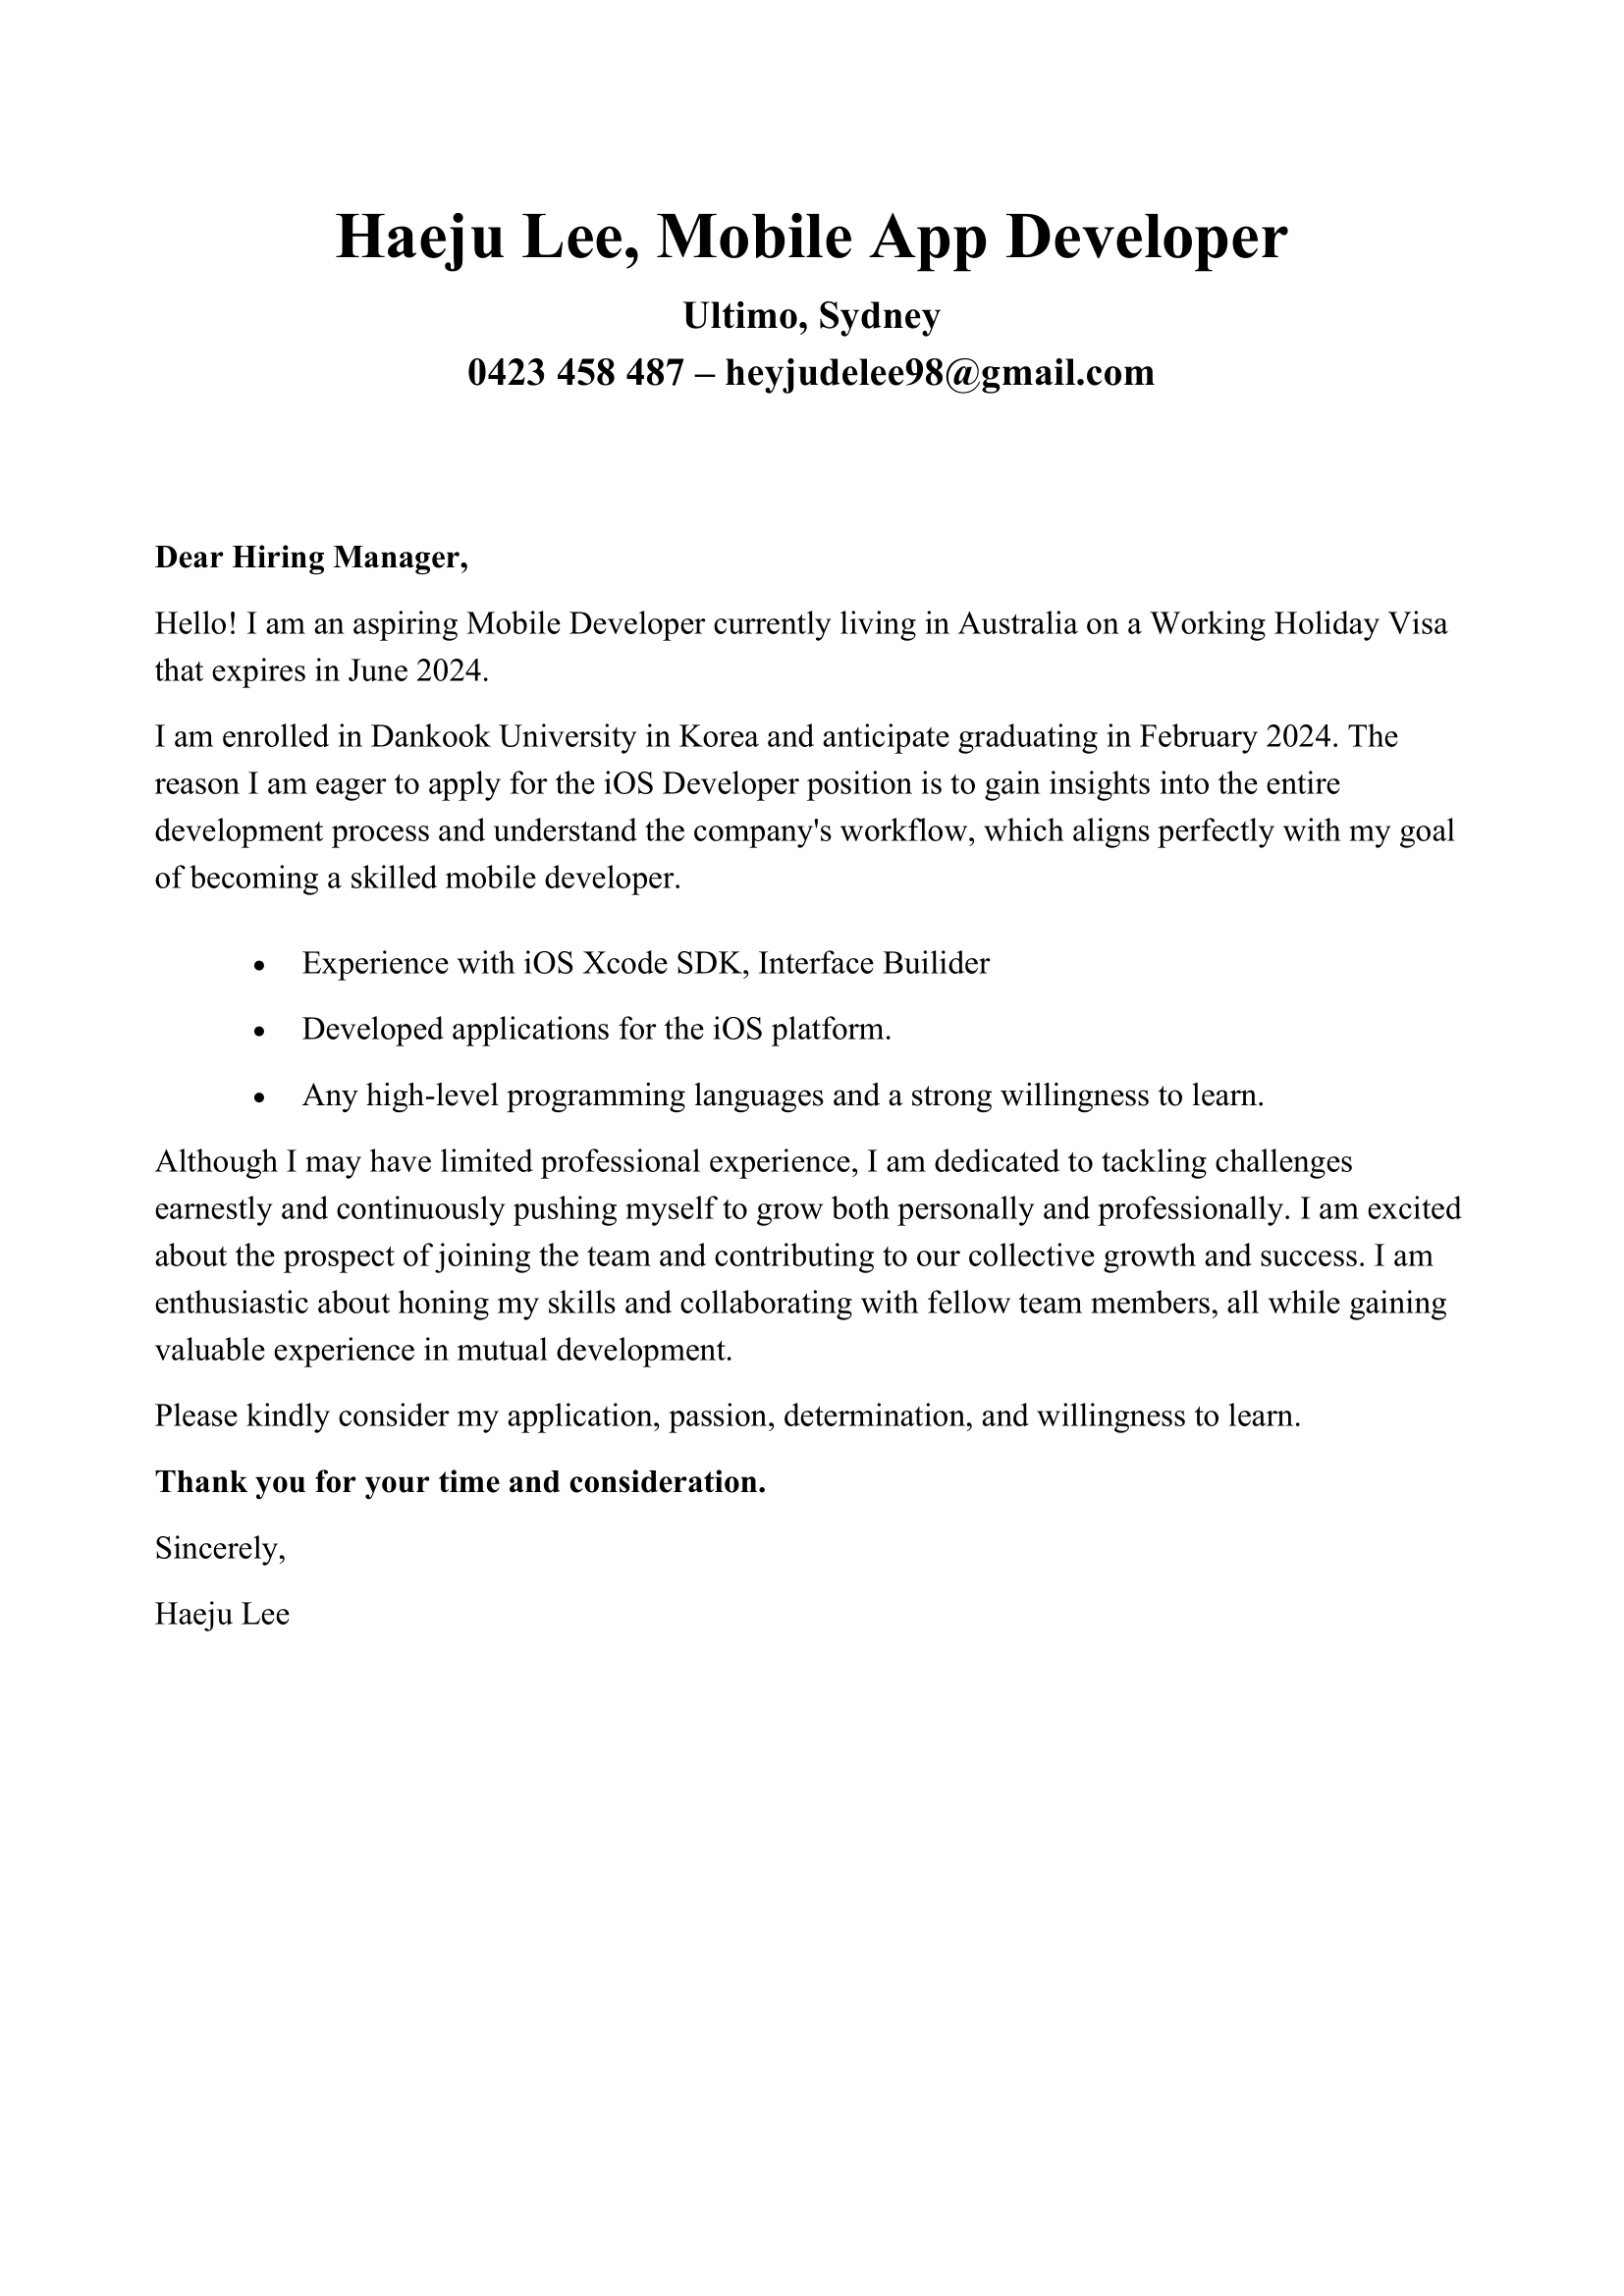 Haeju Lee, Mobile App Developer
Ultimo, Sydney
0423 458 487 – heyjudelee98@gmail.com
Dear Hiring Manager,
Hello! I am an aspiring Mobile Developer currently living in Australia on a Working Holiday Visa
that expires in June 2024.
I am enrolled in Dankook University in Korea and anticipate graduating in February 2024. The
reason I am eager to apply for the iOS Developer position is to gain insights into the entire
development process and understand the company's workflow, which aligns perfectly with my goal
of becoming a skilled mobile developer.
• Experience with iOS Xcode SDK, Interface Builider
• Developed applications for the iOS platform.
• Any high-level programming languages and a strong willingness to learn.
Although I may have limited professional experience, I am dedicated to tackling challenges
earnestly and continuously pushing myself to grow both personally and professionally. I am excited
about the prospect of joining the team and contributing to our collective growth and success. I am
enthusiastic about honing my skills and collaborating with fellow team members, all while gaining
valuable experience in mutual development.
Please kindly consider my application, passion, determination, and willingness to learn.
Thank you for your time and consideration.
Sincerely,
Haeju Lee